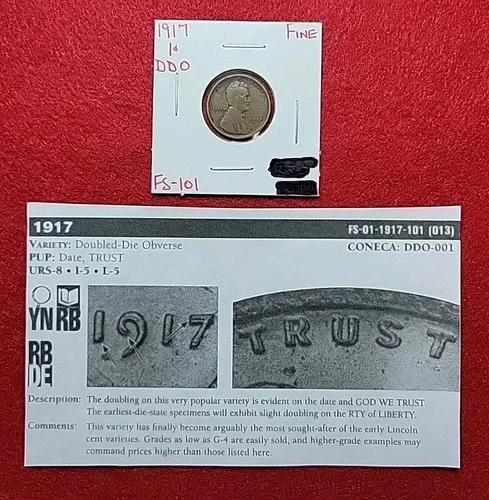 1917
1¢
DDO
FINE
FS-101
1917 FS-01-1917-101 (013)
VARIETY: Doubled-Die Obverse CONECA: DDO-001
PUP: Date, TRUST
URS-8 • I-5 • L-5
YN RB
RB
DE
1917
TRUST
Description: The doubling on this very popular variety is evident on the date and GOD WE TRUST.
The earliest-die-state specimens will exhibit slight doubling on the RTY of LIBERTY.
Comments: This variety has finally become arguably the most sought-after of the early Lincoln
cent varieties. Grades as low as G-4 are easily sold, and higher-grade examples may
command prices higher than those listed here.